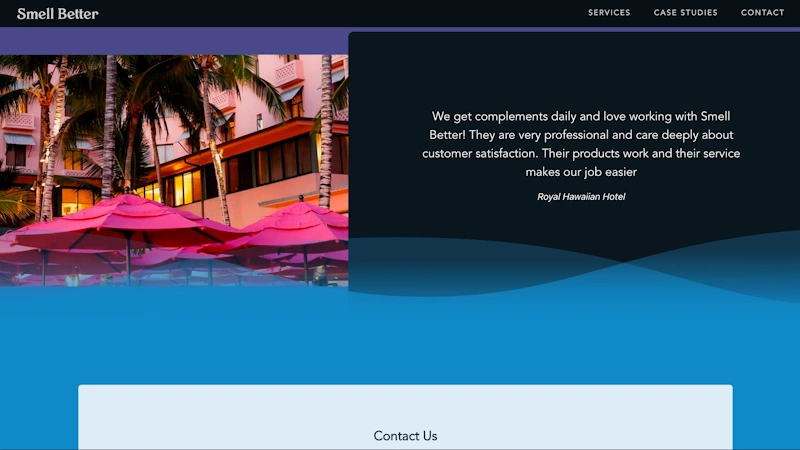 Smell Better
SERVICES
CASE STUDIES
CONTACT
We get complements daily and love working with Smell
Better! They are very professional and care deeply about
customer satisfaction. Their products work and their service
makes our job easier
Royal Hawaiian Hotel
Contact Us